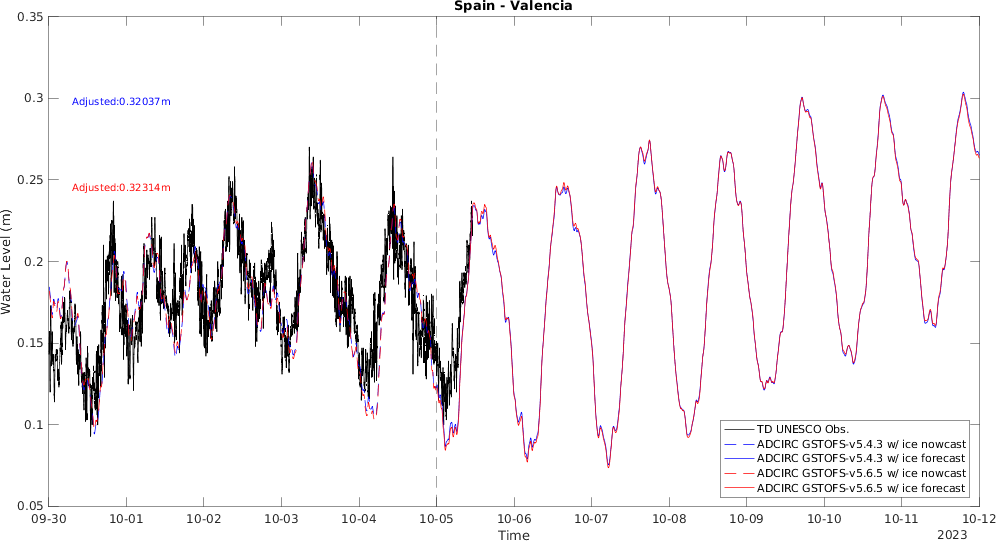 Spain - Valencia
0.35
0.3
0.25
0.2
0.15
0.1
0.05
Water Level (m)
Adjusted:0.32037m
Adjusted:0.32314m
TD UNESCO Obs.
ADCIRC GSTOFS-v5.4.3 w/ ice nowcast
ADCIRC GSTOFS-v5.4.3 w/ ice forecast
ADCIRC GSTOFS-v5.6.5 w/ ice nowcast
ADCIRC GSTOFS-v5.6.5 w/ ice forecast
09-30 10-01 10-02 10-03 10-04 10-05 10-06 10-07 10-08 10-09 10-10 10-11 10-12
Time
2023